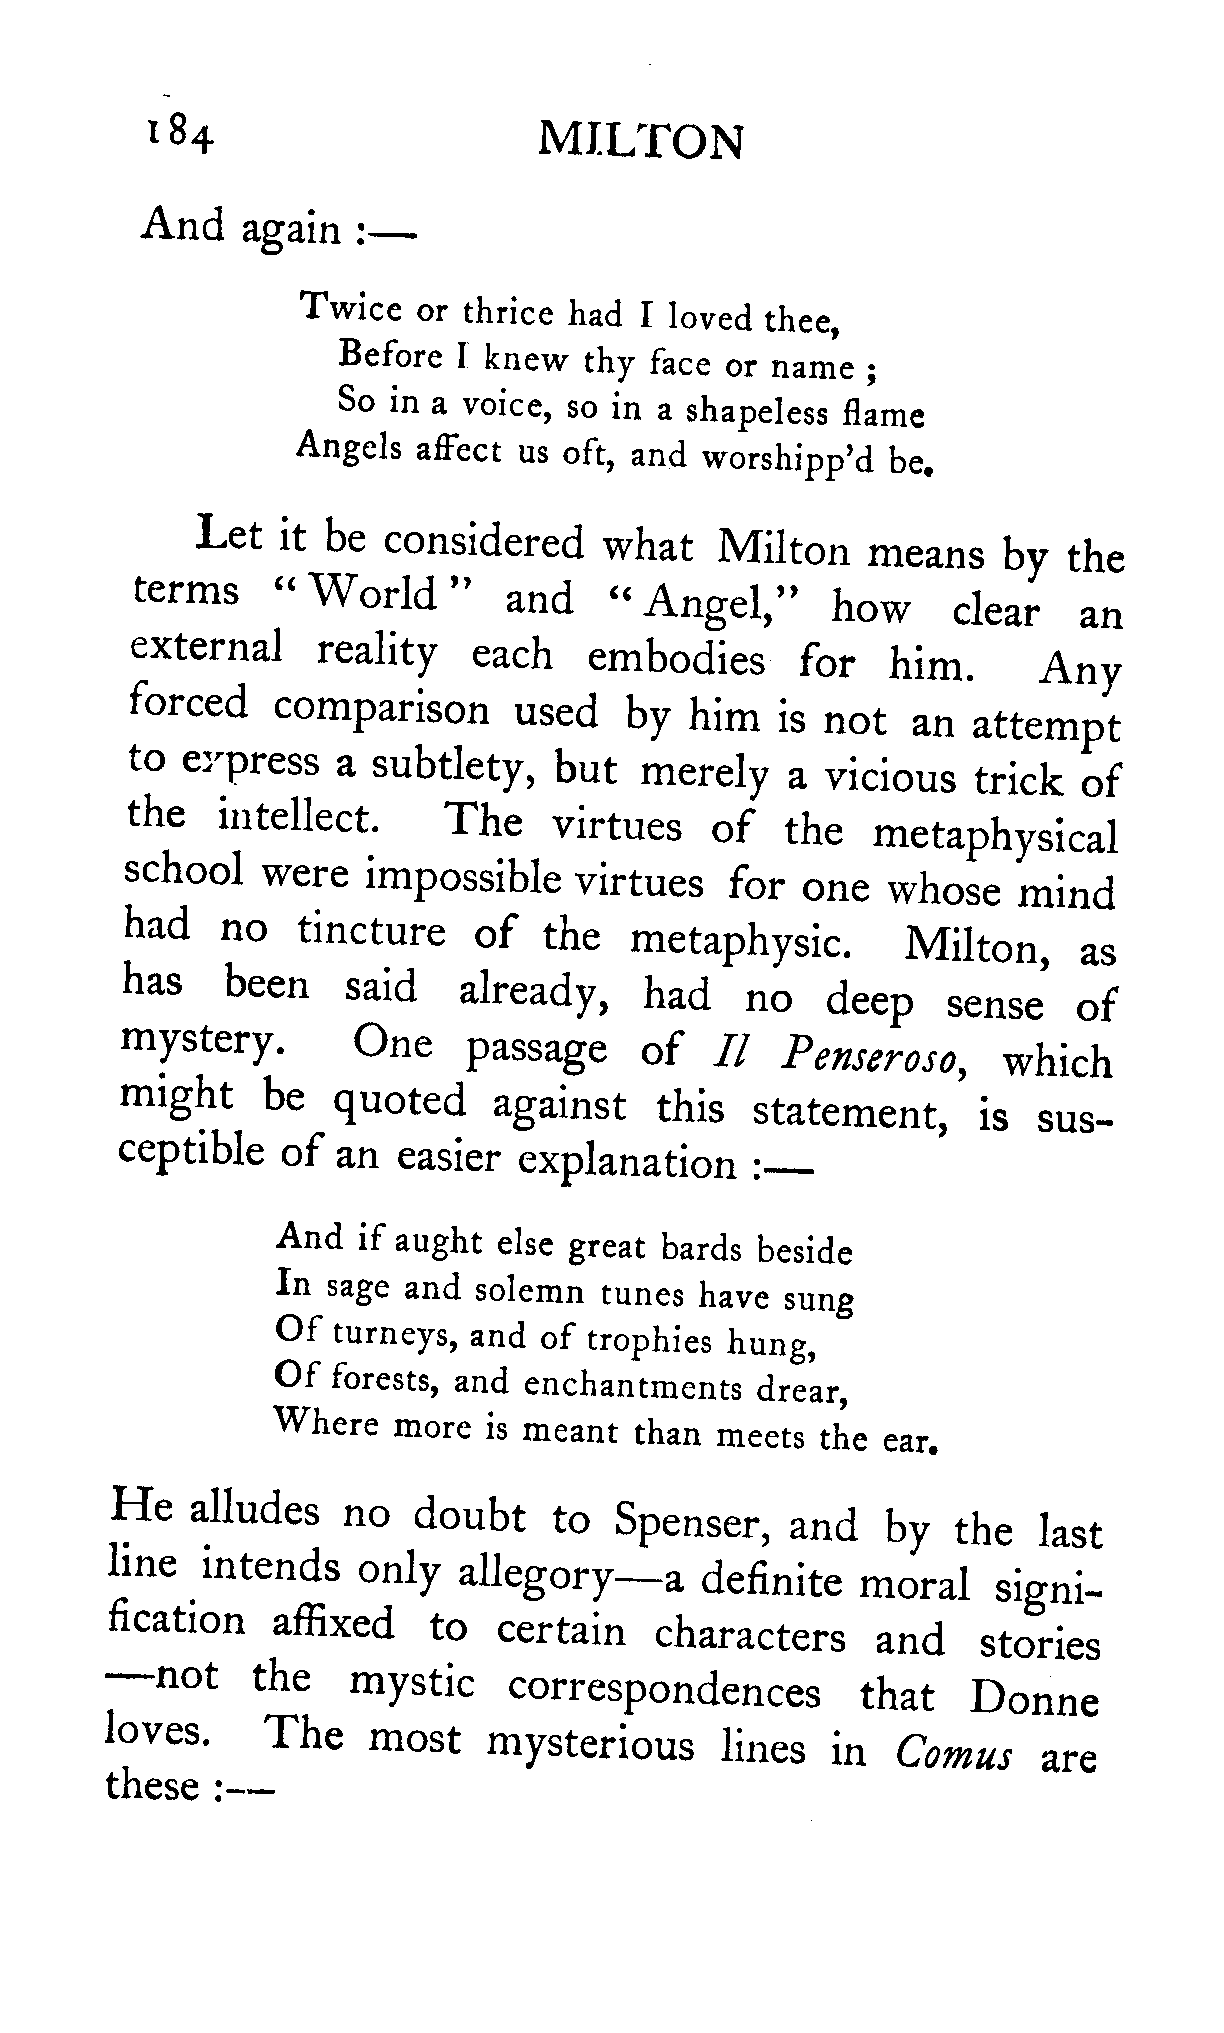 184 MILTON
And again :—
Twice or thrice had I loved thee,
Before I knew thy face or name ;
So in a voice, so in a shapeless flame
Angels affect us oft, and worshipp'd be.
Let it be considered what Milton means by the
terms “ World ” and “ Angel,” how clear an
external reality each embodies for him. Any
forced comparison used by him is not an attempt
to express a subtlety, but merely a vicious trick of
the intellect. The virtues of the metaphysical
school were impossible virtues for one whose mind
had no tincture of the metaphysic. Milton, as
has been said already, had no deep sense of
mystery. One passage of Il Penseroso, which
might be quoted against this statement, is sus-
ceptible of an easier explanation :—
And if aught else great bards beside
In sage and solemn tunes have sung
Of turneys, and of trophies hung,
Of forests, and enchantments drear,
Where more is meant than meets the ear.
He alludes no doubt to Spenser, and by the last
line intends only allegory—a definite moral signi-
fication affixed to certain characters and stories
—not the mystic correspondences that Donne
loves. The most mysterious lines in Comus are
these :—